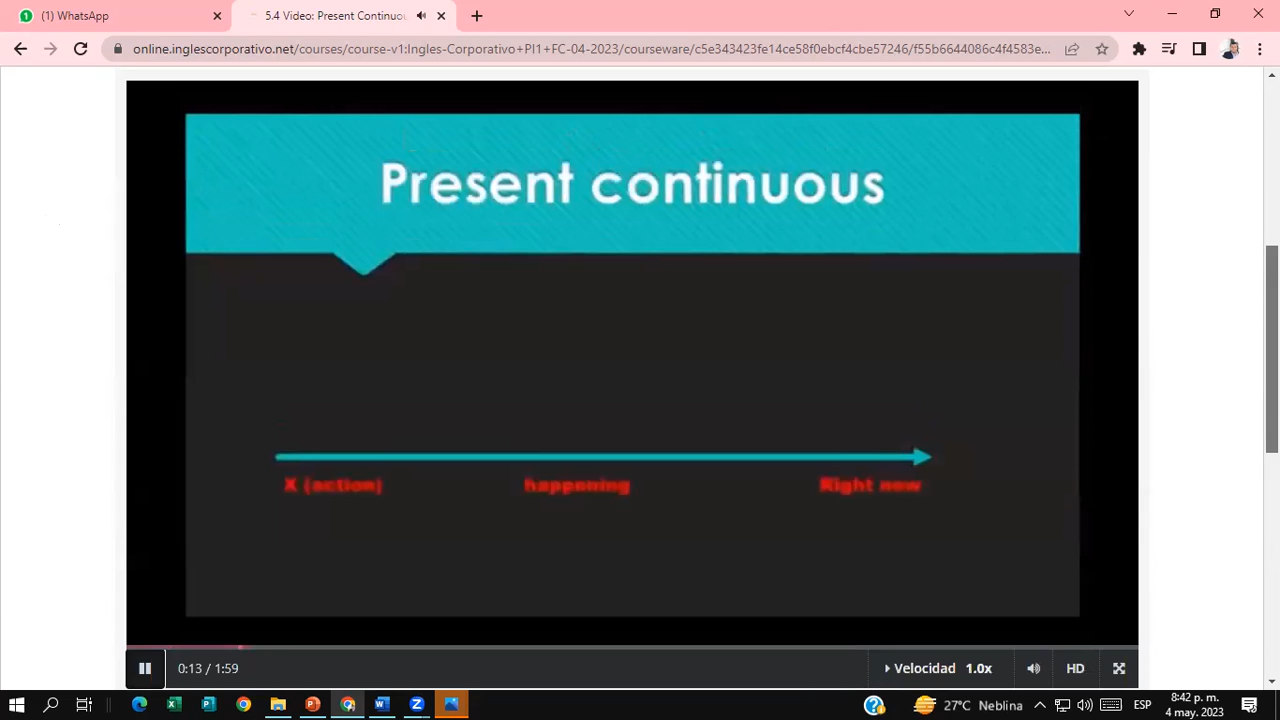 1
(1) WhatsApp
5.4 Video: Present Continuou
online.inglescorporativo.net/courses/course-v1:Ingles-Corporativo+PI1+FC-04-2023/courseware/c5e343423fe14ce58f0ebcf4cbe57246/f55b6644086c4f4583e...
Present continuous
X (action) happening Right now
0:13 / 1:59 Velocidad 1.0x HD
27°C Neblina ESP
8:42 p. m.
4 may. 2023